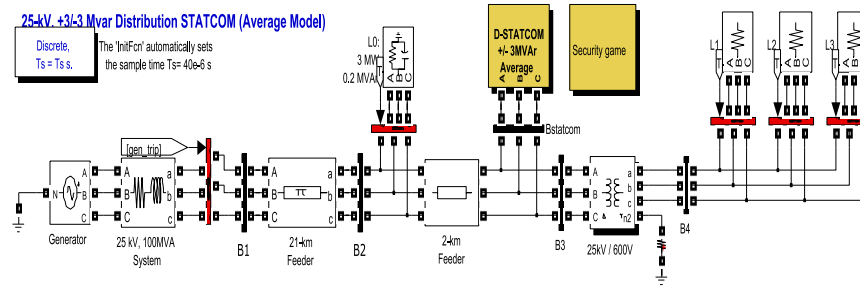 25-kV, +3/-3 Mvar Distribution STATCOM (Average Model)
Discrete,
Ts = Ts s.
The 'InitFcn' automatically sets
the sample time Ts= 40e-6 s
L0:
3 MW
0.2 MVAr
A B C
D-STATCOM
+/- 3MVAr
Average
A B C
Security game
L1
A B C
L2
A B C
L3
A B C
Bstatcom
[gen_trip]
N
A
B
C
Generator
A a
B b
C c
25 kV, 100MVA
System
B1
A a
B b
C c
π
21-km
Feeder
B2
2-km
Feeder
B3
A a
B b
C c
n2
25kV / 600V
B4